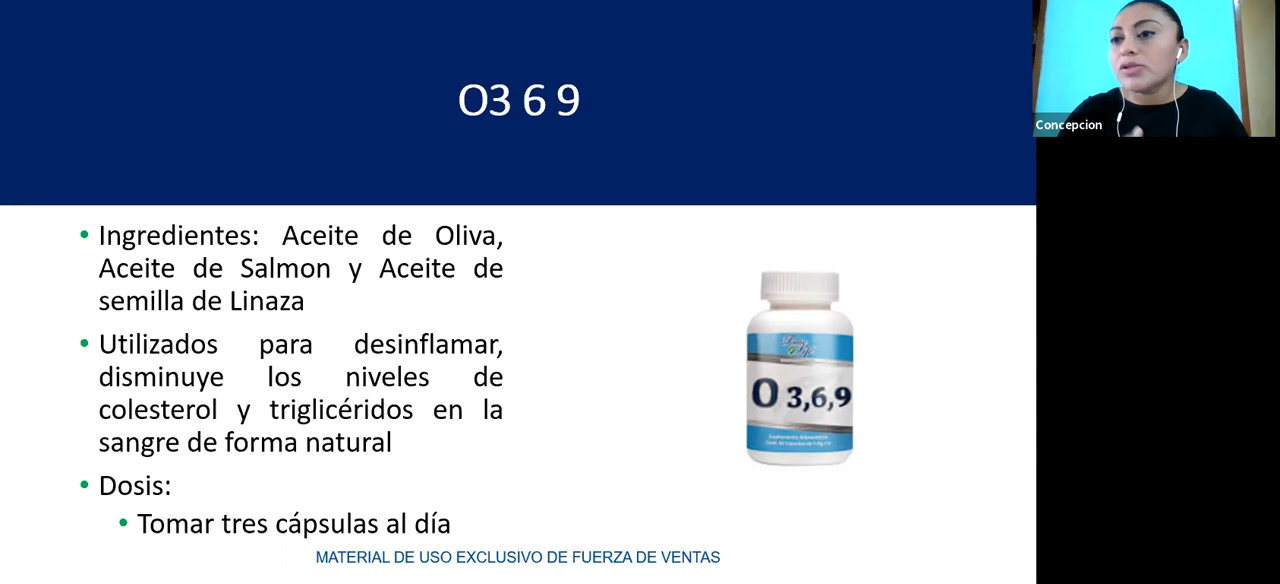 O3 6 9
Concepcion
Ingredientes: Aceite de Oliva,
Aceite de Salmon y Aceite de
semilla de Linaza
Utilizados para desinflamar,
disminuye los niveles de
colesterol y triglicéridos en la
sangre de forma natural
O 3,6,9
Suplemento Alimenticio
Dosis:
Tomar tres cápsulas al día
MATERIAL DE USO EXCLUSIVO DE FUERZA DE VENTAS